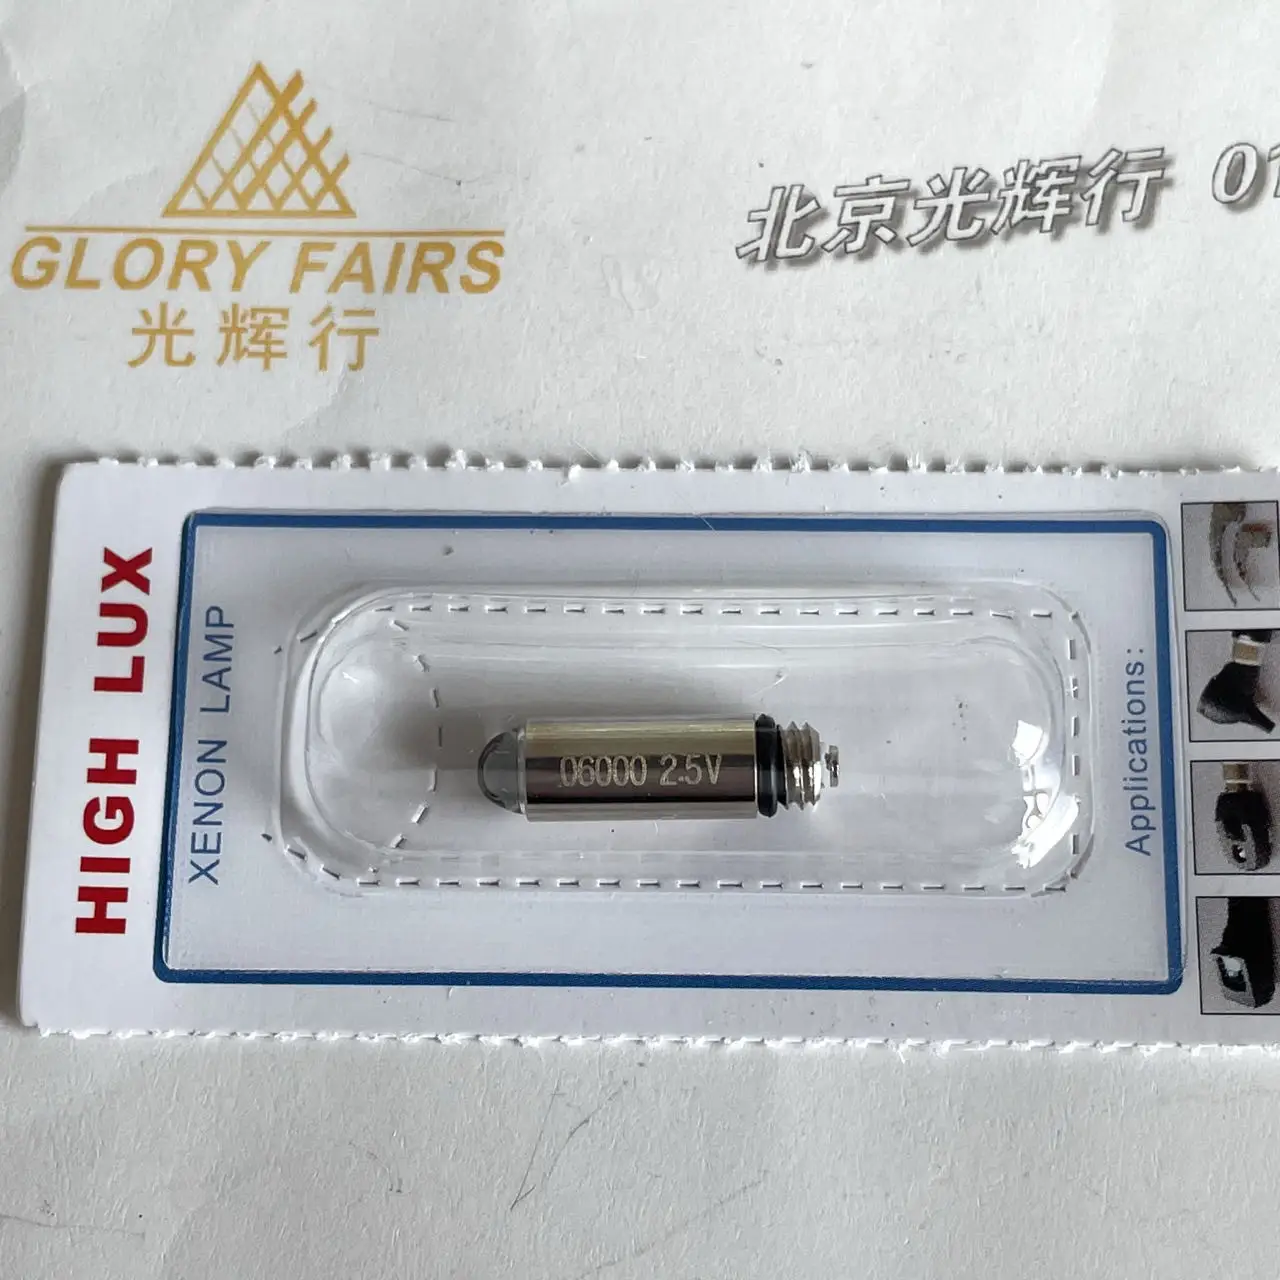 GLORY FAIRS
光辉行
北京光辉行 01
HIGH LUX
XENON LAMP
06000 2.5V
Applications: